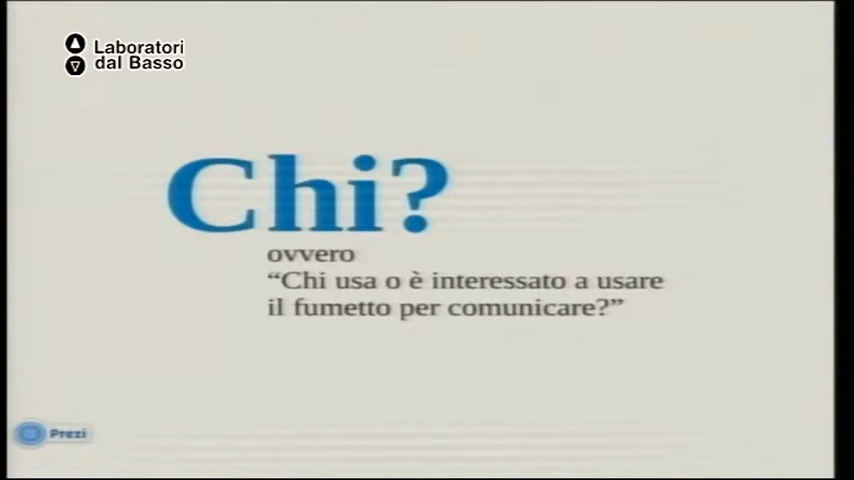 Laboratori
dal Basso
Chi?
ovvero
“Chi usa o è interessato a usare
il fumetto per comunicare?”
Prezi